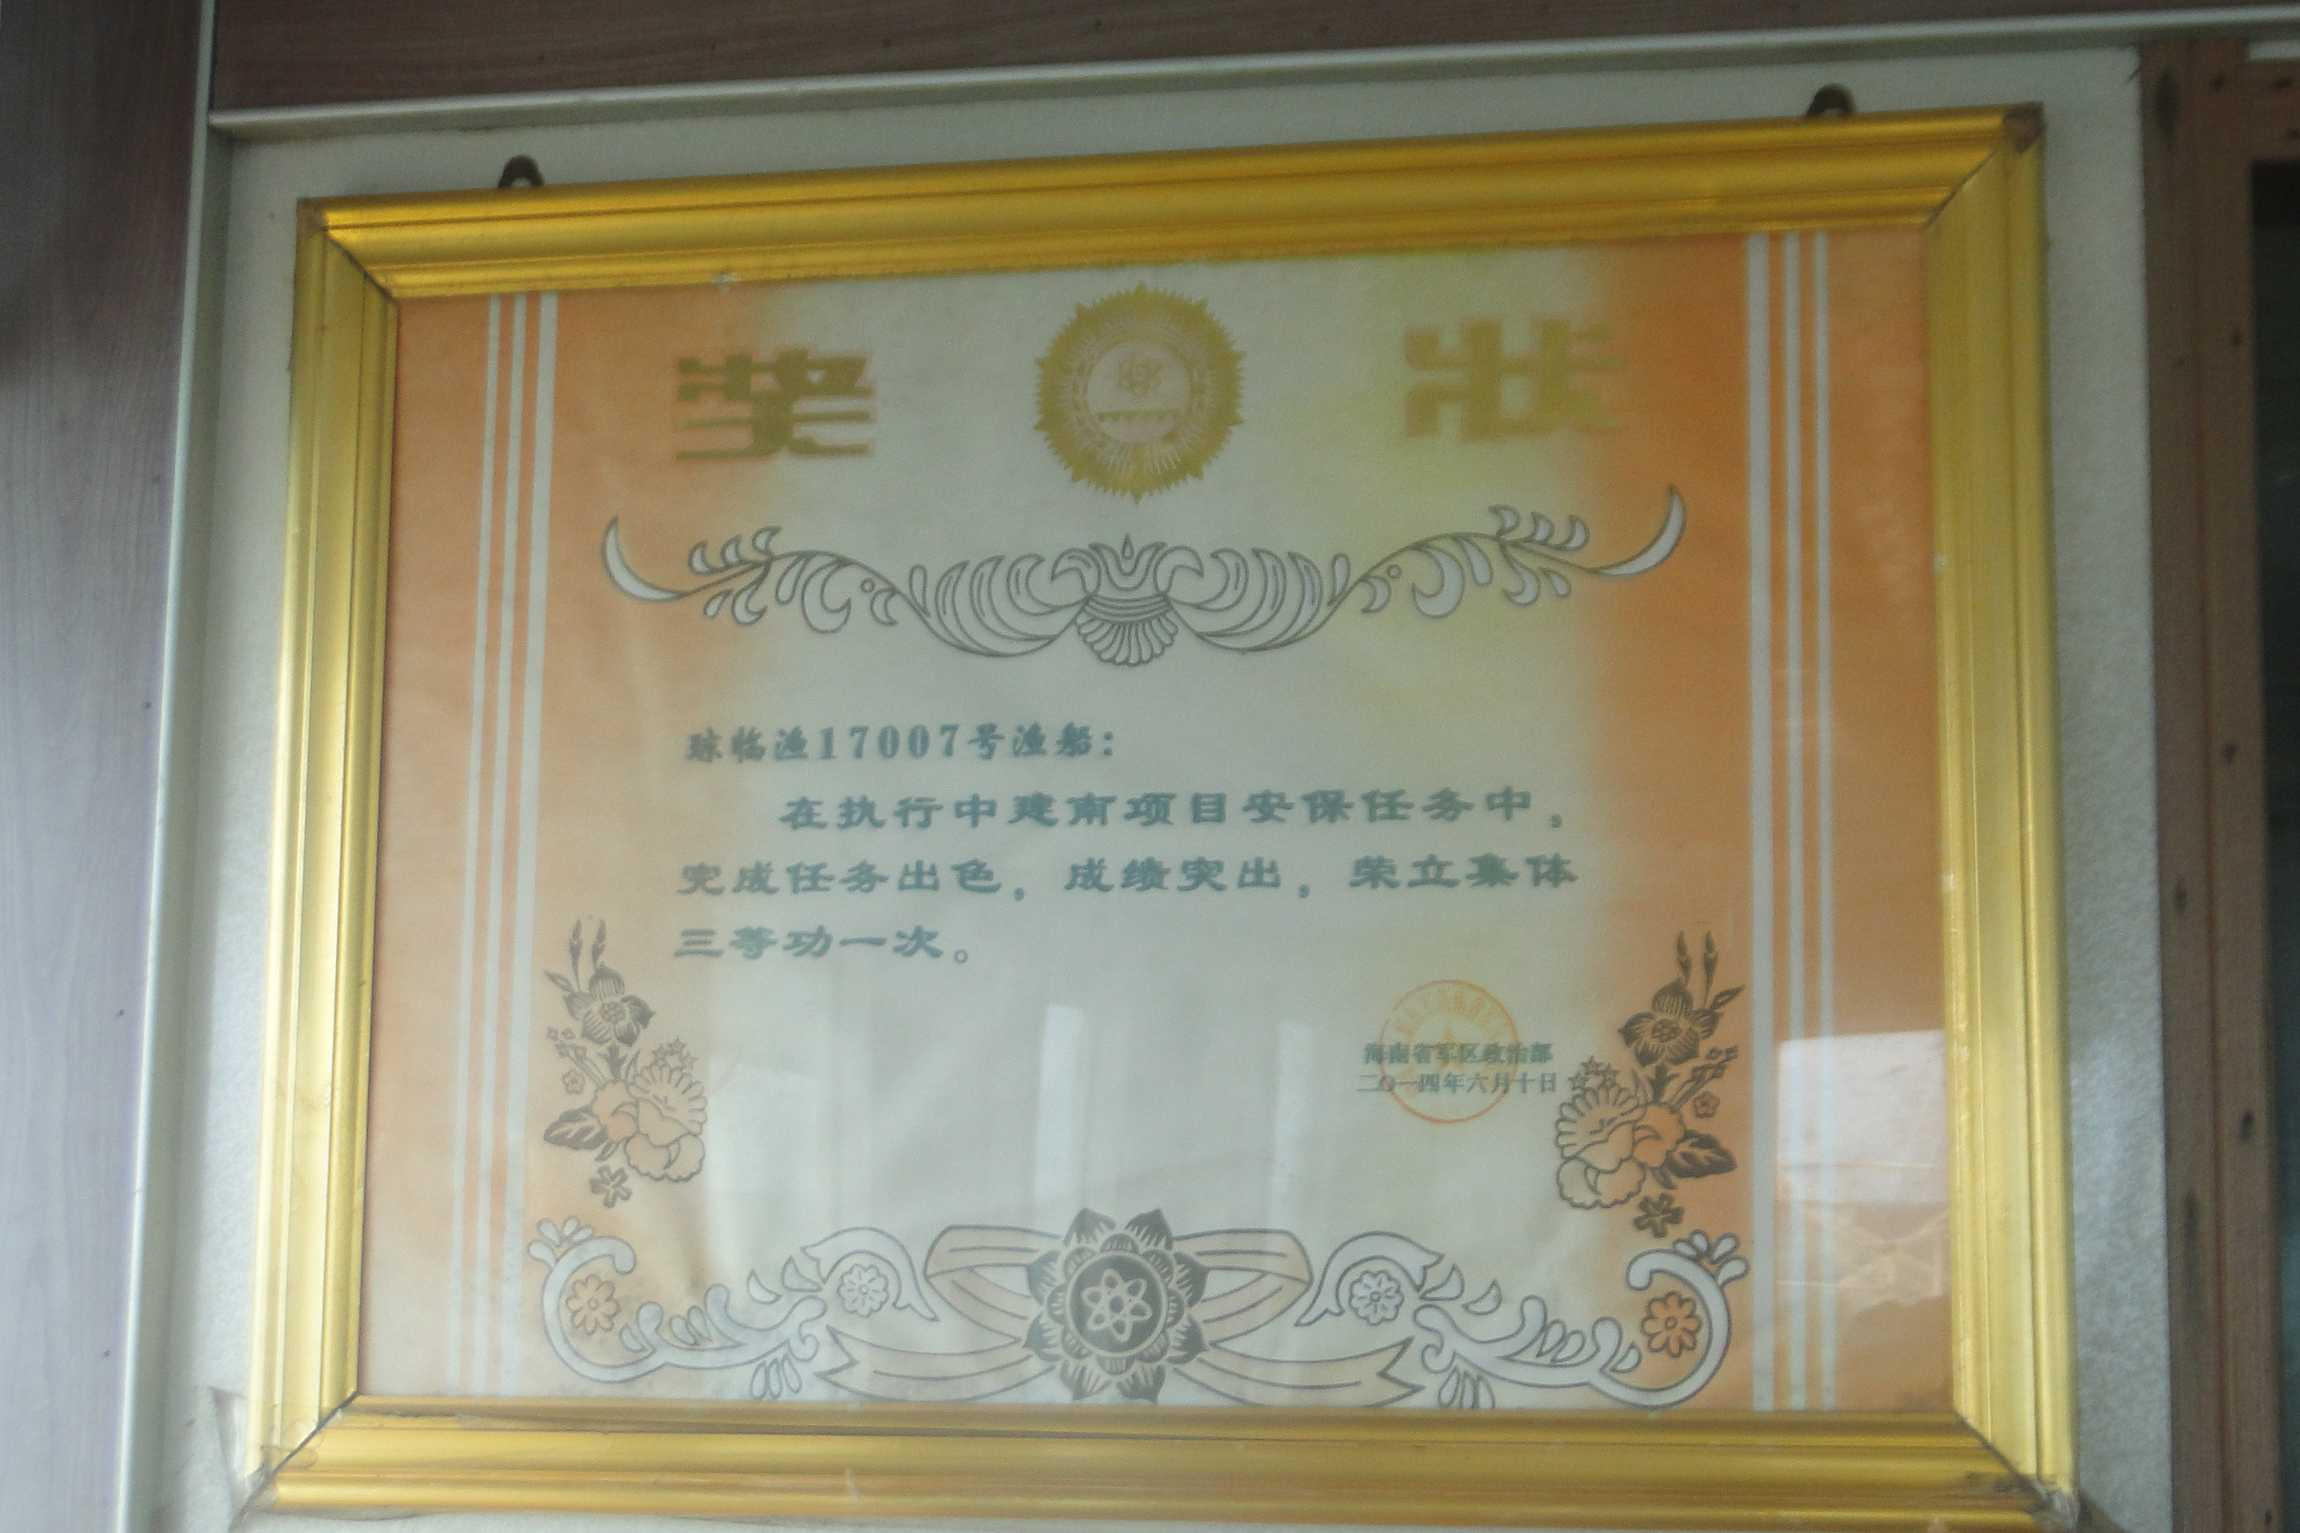 奖 状
琼临渔17007号渔船：
在执行中建南项目安保任务中，
完成任务出色，成绩突出，荣立集体
三等功一次。
海南省军区政治部
二〇一四年六月十日